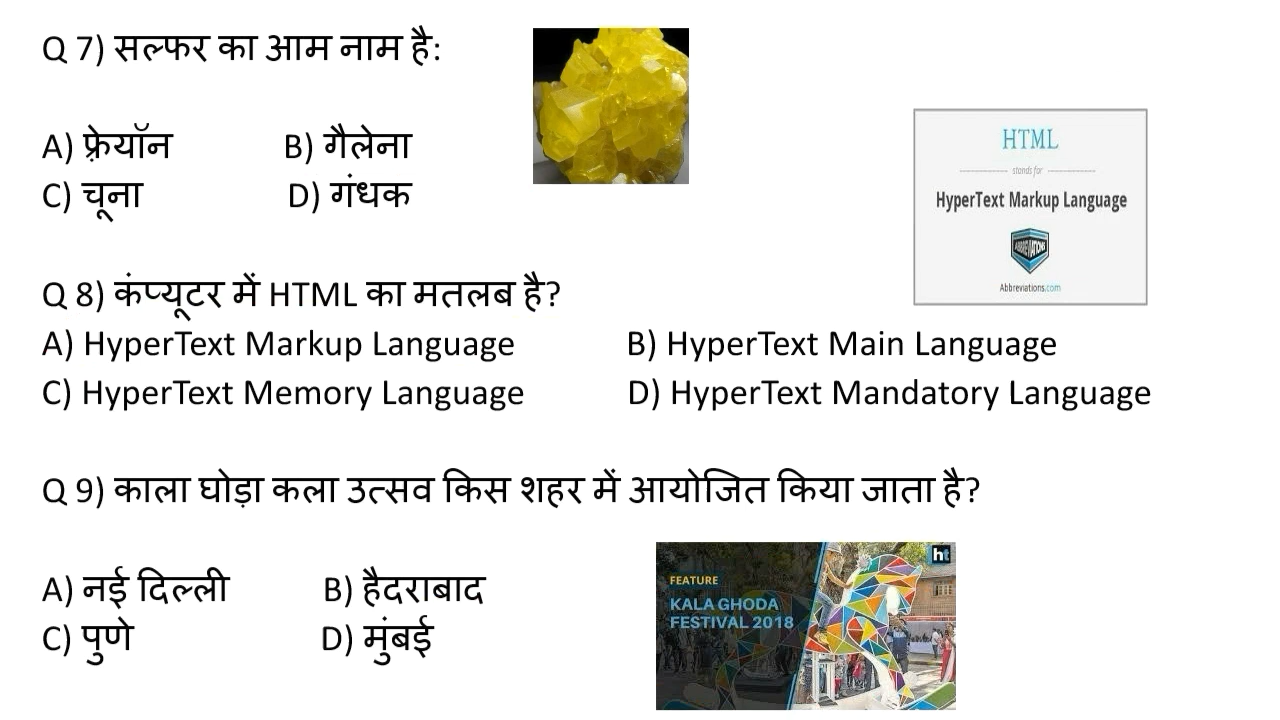 Q 7) सल्फर का आम नाम है:
A) फ़्रेयॉन B) गैलेना
C) चूना D) गंधक
HTML
stands for
HyperText Markup Language
ABBREVIATIONS
Abbreviations.com
Q 8) कंप्यूटर में HTML का मतलब है?
A) HyperText Markup Language B) HyperText Main Language
C) HyperText Memory Language D) HyperText Mandatory Language
Q 9) काला घोड़ा कला उत्सव किस शहर में आयोजित किया जाता है?
A) नई दिल्ली B) हैदराबाद
C) पुणे D) मुंबई
ht
FEATURE
KALA GHODA
FESTIVAL 2018